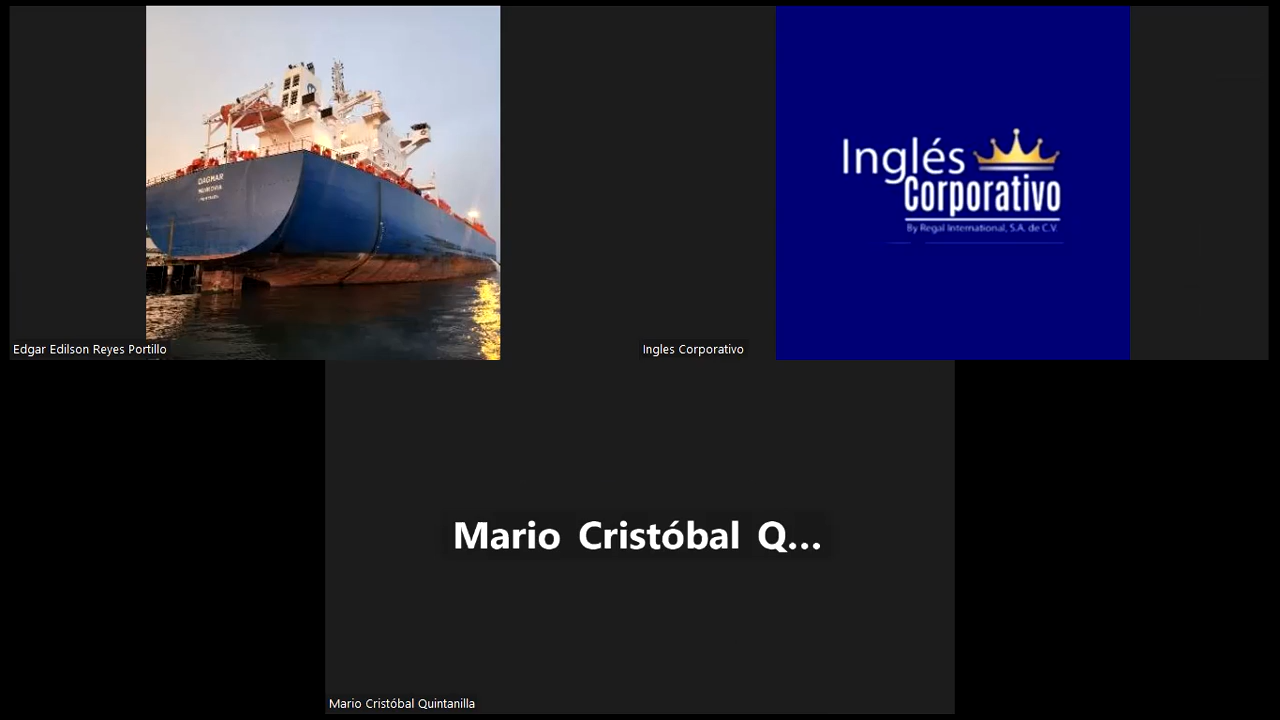 DAGMAR
Edgar Edilson Reyes Portillo
Inglés
Corporativo
By Regal International, S.A. de C.V.
Ingles Corporativo
Mario Cristóbal Q...
Mario Cristóbal Quintanilla